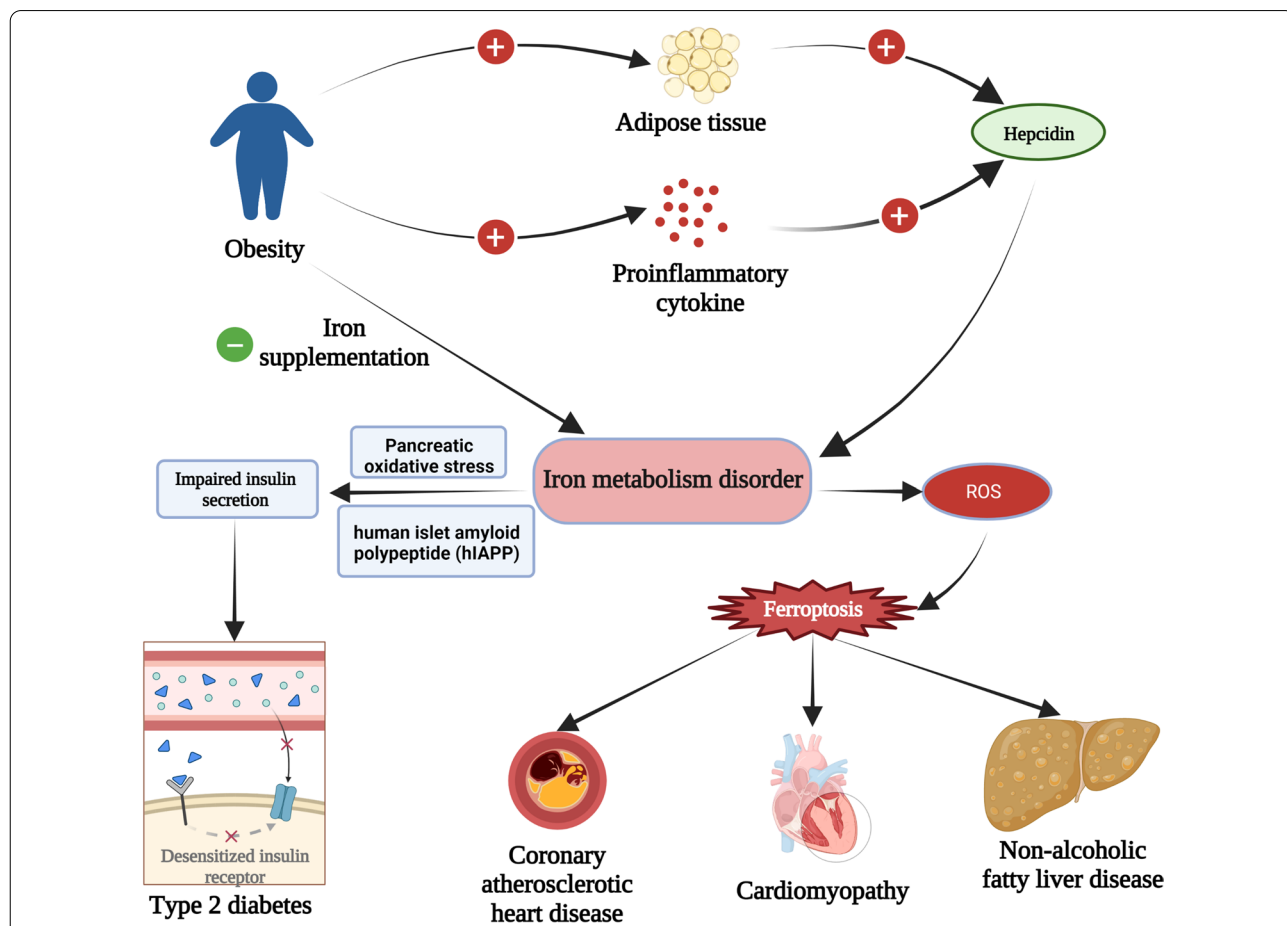 Adipose tissue
Hepcidin
Obesity
Proinflammatory
cytokine
Iron
supplementation
Pancreatic
oxidative stress
Iron metabolism disorder
Impaired insulin
secretion
ROS
human islet amyloid
polypeptide (hIAPP)
Ferroptosis
Desensitized insulin
receptor
Type 2 diabetes
Coronary
atherosclerotic
heart disease
Cardiomyopathy
Non-alcoholic
fatty liver disease